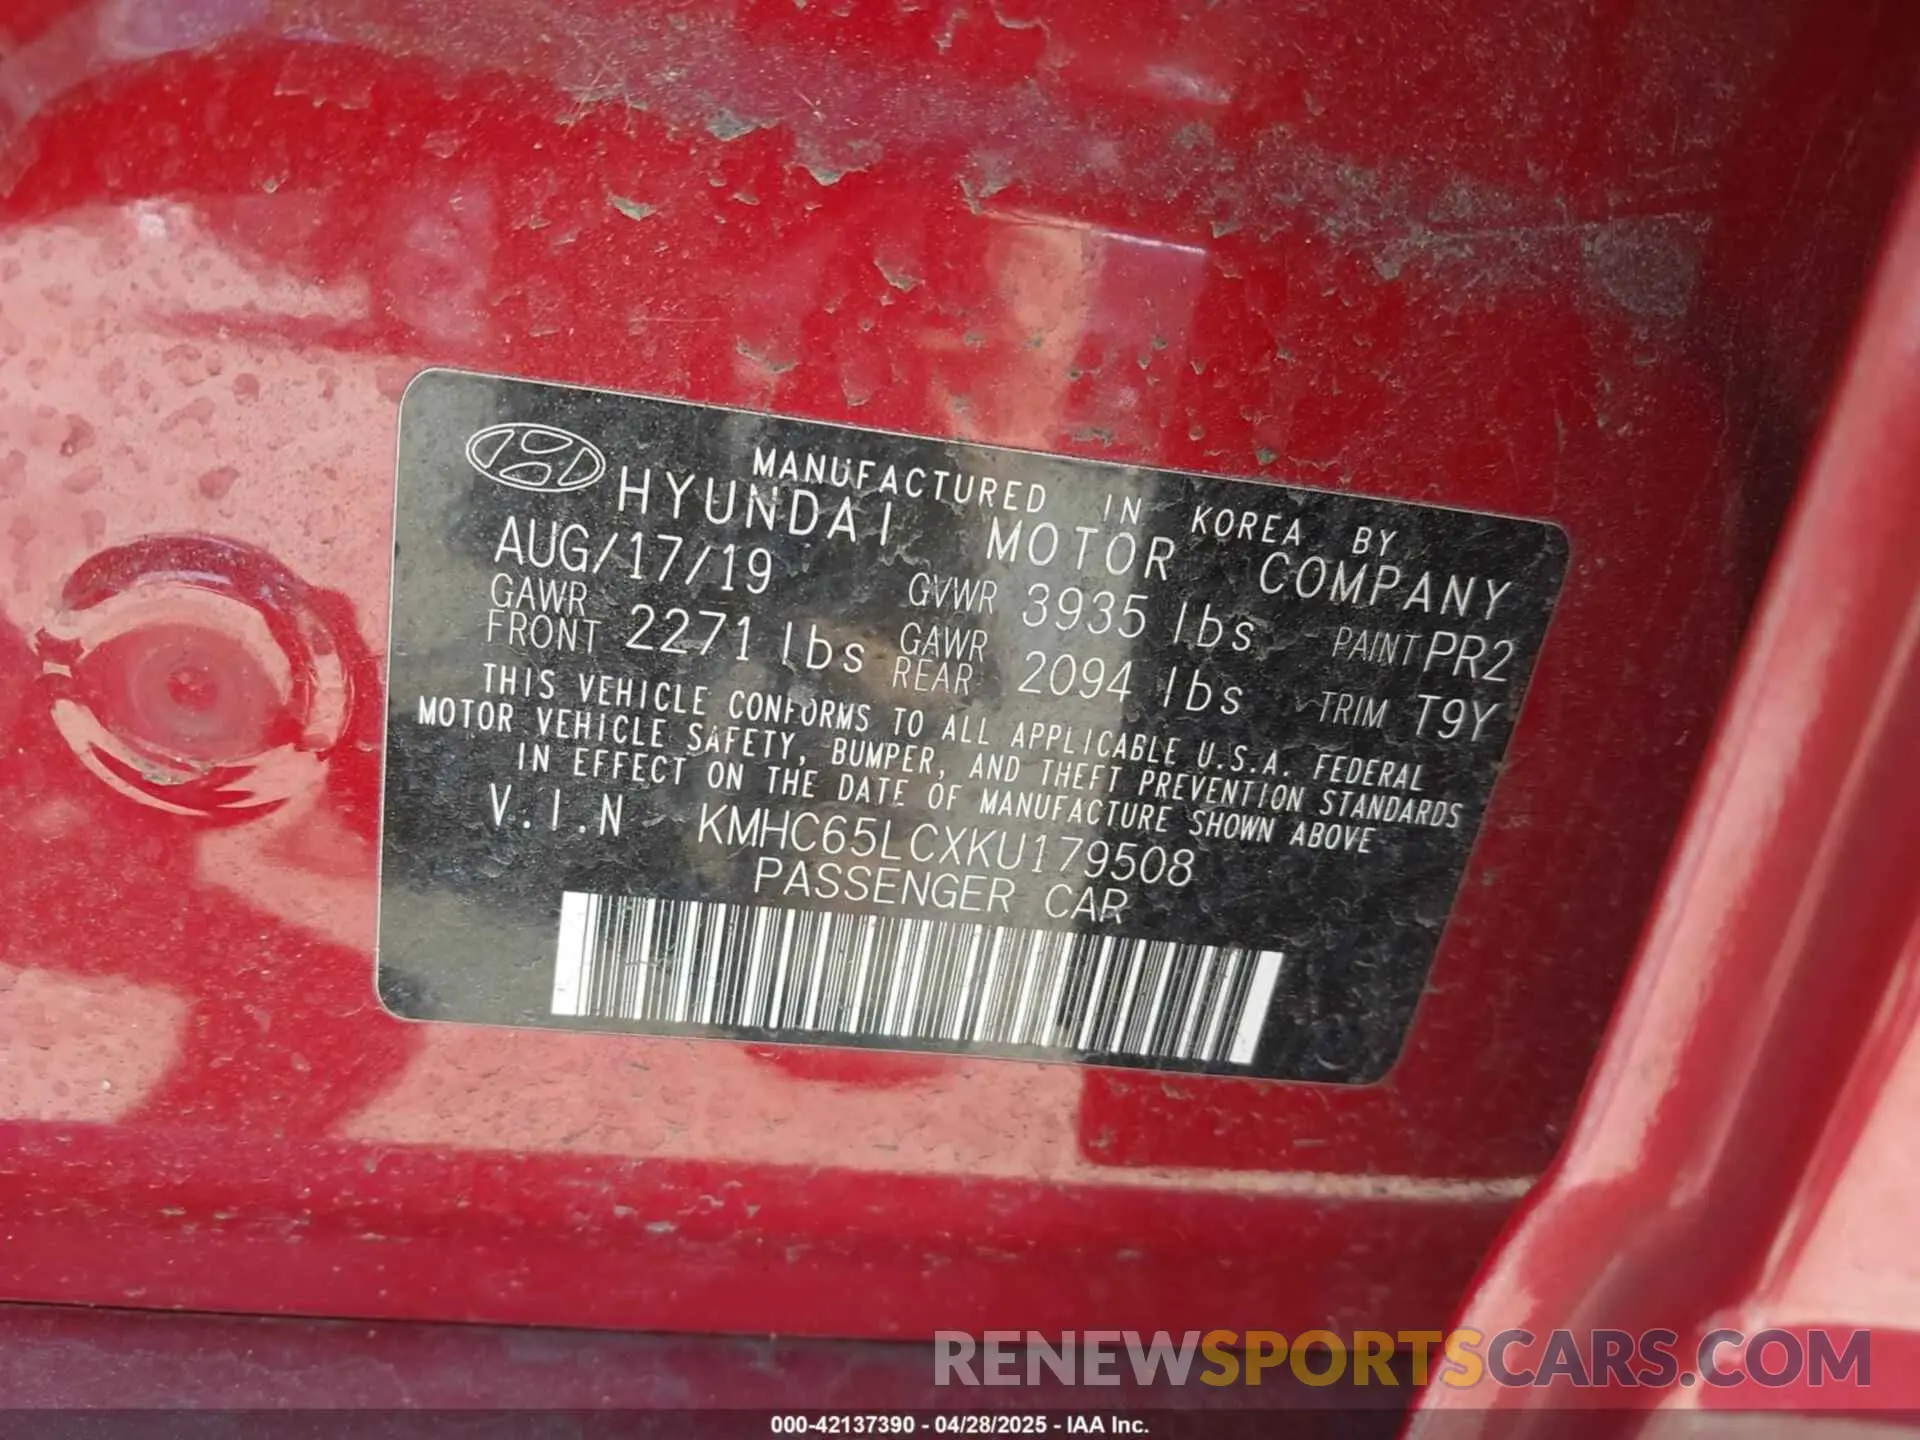 MANUFACTURED IN KOREA BY
HYUNDAI MOTOR COMPANY
AUG/17/19 GVWR 3935 lbs PAINT PR2
GAWR FRONT 2271 lbs GAWR REAR 2094 lbs TRIM T9Y
THIS VEHICLE CONFORMS TO ALL APPLICABLE U.S.A. FEDERAL
MOTOR VEHICLE SAFETY, BUMPER, AND THEFT PREVENTION STANDARDS
IN EFFECT ON THE DATE OF MANUFACTURE SHOWN ABOVE
V.I.N KMHC65LCXKU179508
PASSENGER CAR
RENEWSPORTSCARS.COM
000-42137390 - 04/28/2025 - IAA Inc.